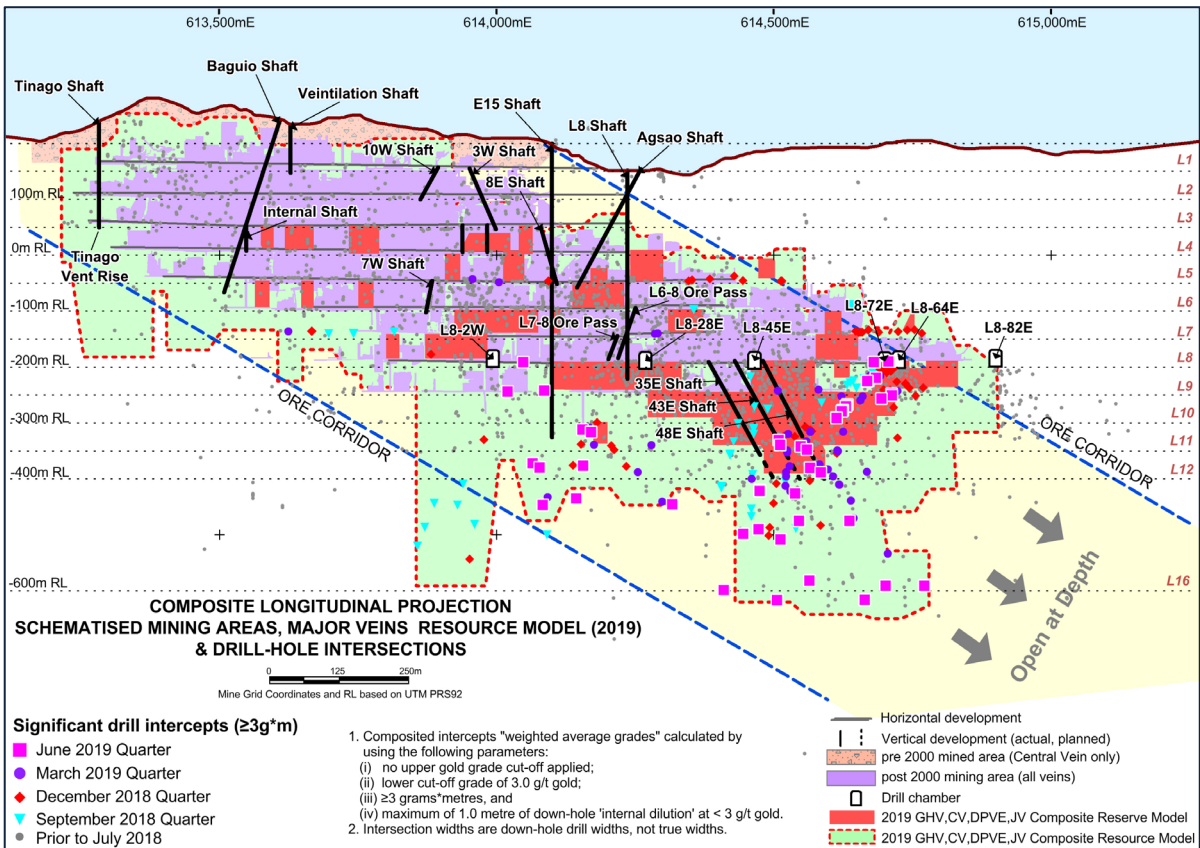 613,500mE
614,000mE
614,500mE
615,000mE
Baguio Shaft
Tinago Shaft
Veintilation Shaft
E15 Shaft
L8 Shaft
Agsao Shaft
10W Shaft
3W Shaft
8E Shaft
L1
L2
L3
L4
L5
L6
L7
L8
L9
L10
L11
L12
L16
100m RL
0m RL
-100m RL
-200m RL
-300m RL
-400m RL
-600m RL
Internal Shaft
Tinago
Vent Rise
7W Shaft
L6-8 Ore Pass
L7-8 Ore Pass
L8-2W
L8-28E
L8-45E
L8-72E
L8-64E
L8-82E
35E Shaft
43E Shaft
48E Shaft
ORE CORRIDOR
ORE CORRIDOR
Open at Depth
COMPOSITE LONGITUDINAL PROJECTION
SCHEMATISED MINING AREAS, MAJOR VEINS RESOURCE MODEL (2019)
& DRILL-HOLE INTERSECTIONS
0 125 250m
Mine Grid Coordinates and RL based on UTM PRS92
Significant drill intercepts (≥3g*m)
June 2019 Quarter
March 2019 Quarter
December 2018 Quarter
September 2018 Quarter
Prior to July 2018
1. Composited intercepts "weighted average grades" calculated by
using the following parameters:
(i) no upper gold grade cut-off applied;
(ii) lower cut-off grade of 3.0 g/t gold;
(iii) ≥3 grams*metres, and
(iv) maximum of 1.0 metre of down-hole 'internal dilution' at < 3 g/t gold.
2. Intersection widths are down-hole drill widths, not true widths.
Horizontal development
Vertical development (actual, planned)
pre 2000 mined area (Central Vein only)
post 2000 mining area (all veins)
Drill chamber
2019 GHV,CV,DPVE,JV Composite Reserve Model
2019 GHV,CV,DPVE,JV Composite Resource Model